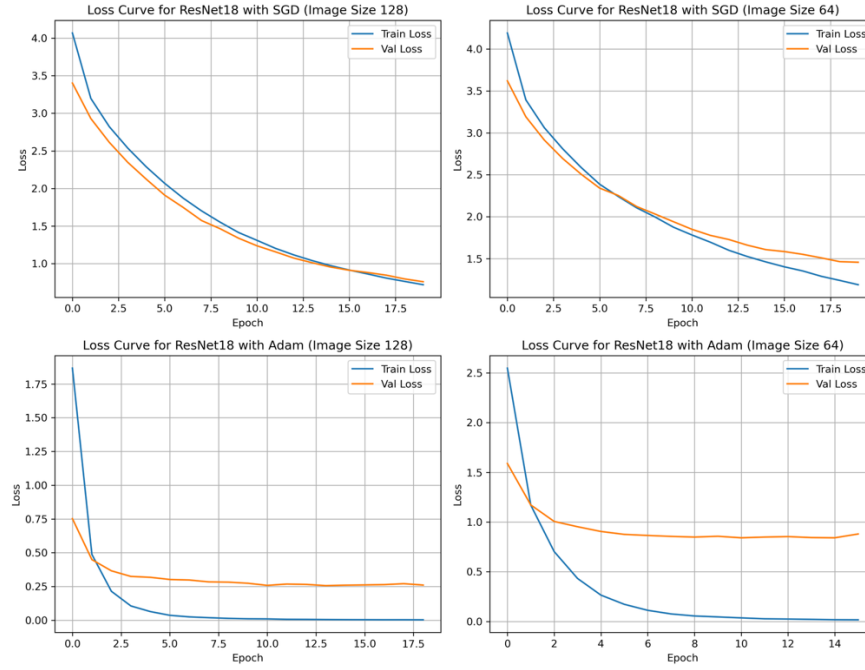 Loss Curve for ResNet18 with SGD (Image Size 128)
Train Loss
Val Loss
4.0
3.5
3.0
2.5
2.0
1.5
1.0
Loss
0.0 2.5 5.0 7.5 10.0 12.5 15.0 17.5
Epoch
Loss Curve for ResNet18 with SGD (Image Size 64)
Train Loss
Val Loss
4.0
3.5
3.0
2.5
2.0
1.5
Loss
0.0 2.5 5.0 7.5 10.0 12.5 15.0 17.5
Epoch
Loss Curve for ResNet18 with Adam (Image Size 128)
Train Loss
Val Loss
1.75
1.50
1.25
1.00
0.75
0.50
0.25
0.00
Loss
0.0 2.5 5.0 7.5 10.0 12.5 15.0 17.5
Epoch
Loss Curve for ResNet18 with Adam (Image Size 64)
Train Loss
Val Loss
2.5
2.0
1.5
1.0
0.5
0.0
Loss
0 2 4 6 8 10 12 14
Epoch